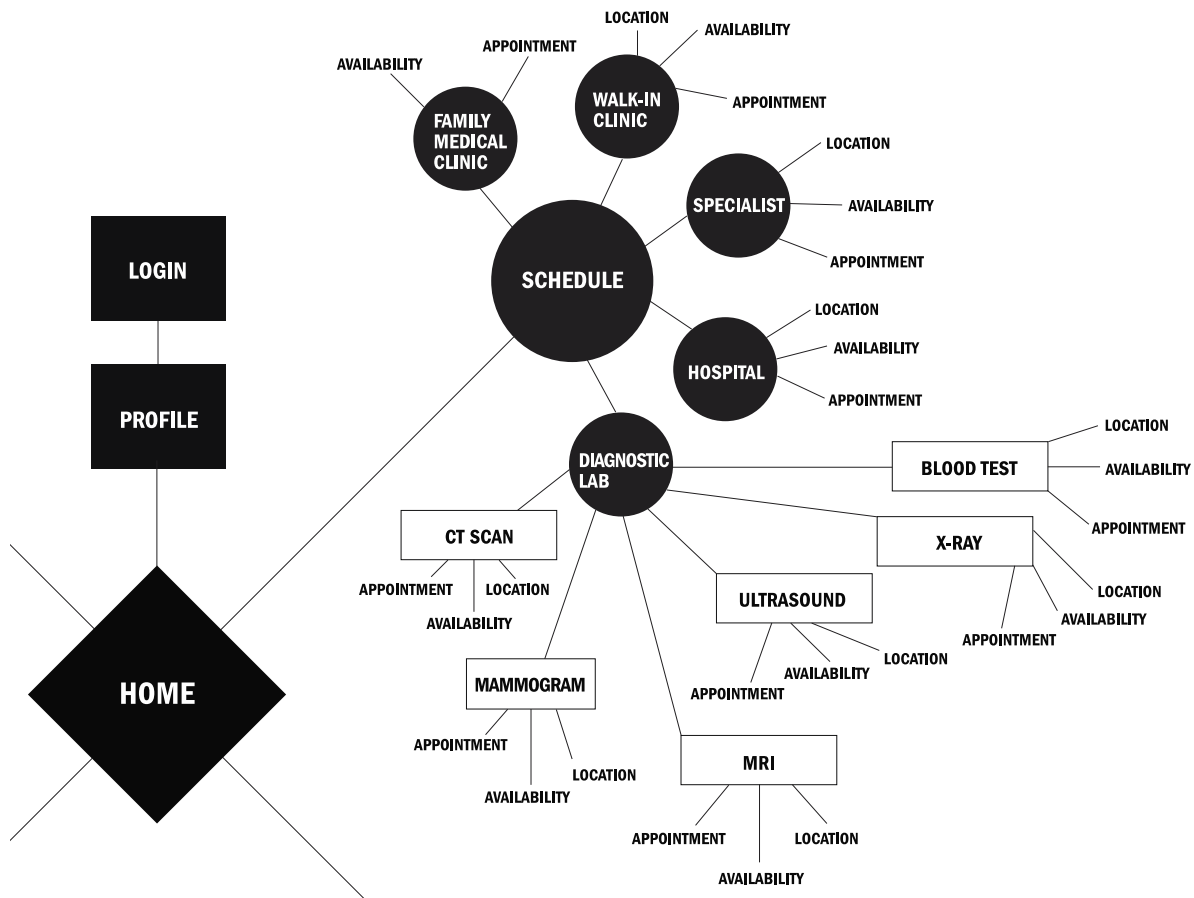 LOCATION
AVAILABILITY
APPOINTMENT
AVAILABILITY
WALK-IN
CLINIC
APPOINTMENT
FAMILY
MEDICAL
CLINIC
LOCATION
SPECIALIST
AVAILABILITY
APPOINTMENT
LOGIN
SCHEDULE
LOCATION
AVAILABILITY
HOSPITAL
APPOINTMENT
PROFILE
DIAGNOSTIC
LAB
LOCATION
BLOOD TEST
AVAILABILITY
APPOINTMENT
CT SCAN
APPOINTMENT
LOCATION
AVAILABILITY
X-RAY
LOCATION
AVAILABILITY
APPOINTMENT
ULTRASOUND
LOCATION
AVAILABILITY
APPOINTMENT
HOME
MAMMOGRAM
APPOINTMENT
LOCATION
AVAILABILITY
MRI
APPOINTMENT
LOCATION
AVAILABILITY